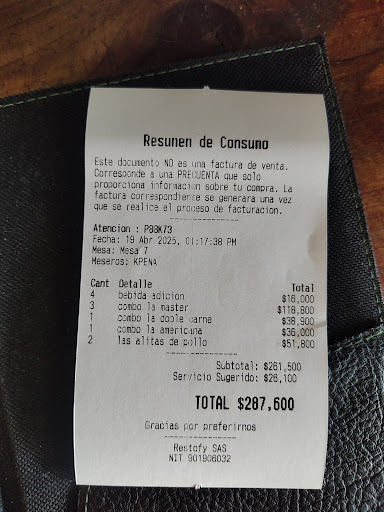 Resumen de Consumo
Este documento NO es una factura de venta.
Corresponde a una PRECUENTA que solo
proporciona informacion sobre tu compra. La
factura correspondiente se generara una vez
que se realice el proceso de facturacion.
Atencion : P88K73
Fecha: 19 Abr 2025, 01:17:38 PM
Mesa: Mesa 7
Meseros: KPENA
Cant Detalle Total
4 bebida adicion $16,000
3 combo la master $118,800
1 combo la doble carne $38,900
1 combo la americana $36,000
2 las alitas de pollo $51,800
Subtotal: $261,500
Servicio Sugerido: $26,100
TOTAL $287,600
Gracias por preferirnos
Restofy SAS
NIT 901906032